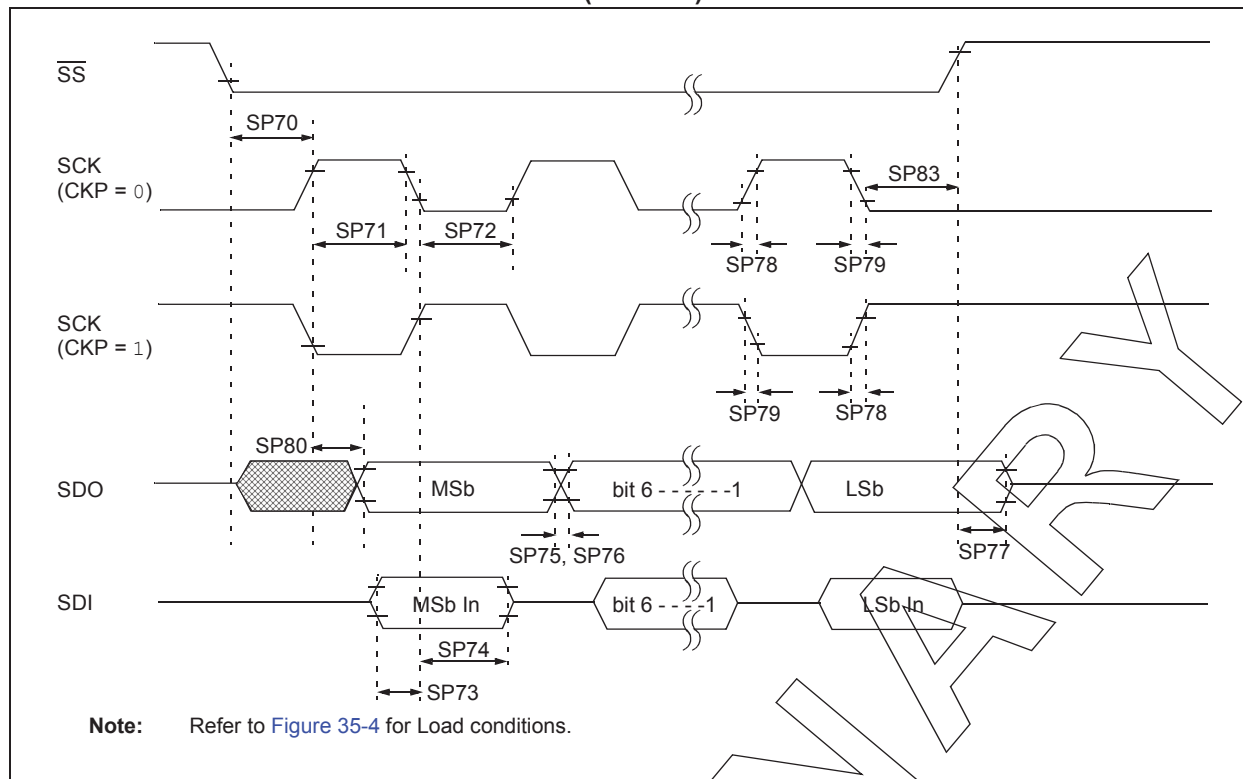 SS
SP70
SCK
(CKP = 0)
SP83
SP71
SP72
SP78
SP79
SCK
(CKP = 1)
SP79
SP78
SP80
SDO
MSb
bit 6 - - - - - -1
LSb
SP75, SP76
SP77
SDI
MSb In
bit 6 - - - -1
LSb In
SP74
SP73
Note: Refer to Figure 35-4 for Load conditions.